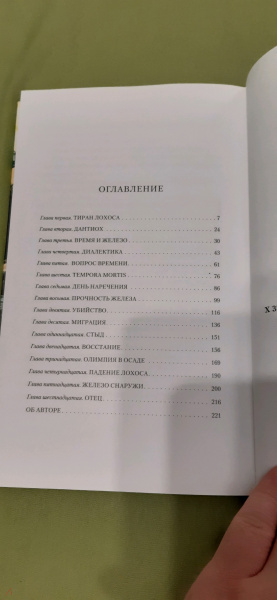 ОГЛАВЛЕНИЕ
Глава первая. ТИРАН ЛОХОСА 7
Глава вторая. ДАНТИОХ 24
Глава третья. ВРЕМЯ И ЖЕЛЕЗО 30
Глава четвертая. ДИАЛЕКТИКА 43
Глава пятая. ВОПРОС ВРЕМЕНИ 61
Глава шестая. TEMPORA MORTIS 76
Глава седьмая. ДЕНЬ НАРЕЧЕНИЯ 86
Глава восьмая. ПРОЧНОСТЬ ЖЕЛЕЗА 99
Глава девятая. УБИЙСТВО 116
Глава десятая. МИГРАЦИЯ 136
Глава одиннадцатая. СТЫД 151
Глава двенадцатая. ВОССТАНИЕ 156
Глава тринадцатая. ОЛИМПИЯ В ОСАДЕ 169
Глава четырнадцатая. ПАДЕНИЕ ЛОХОСА 190
Глава пятнадцатая. ЖЕЛЕЗО СНАРУЖИ 200
Глава шестнадцатая. ОТЕЦ 210
ОБ АВТОРЕ 221